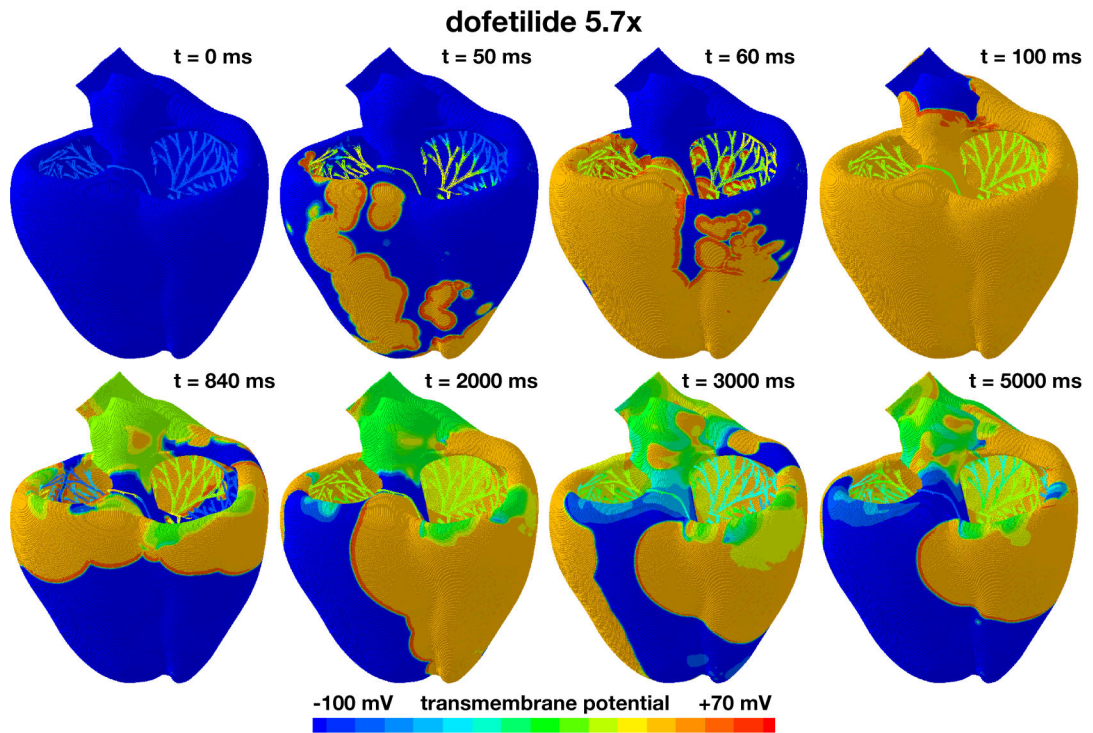 dofetilide 5.7x
t = 0 ms
t = 50 ms
t = 60 ms
t = 100 ms
t = 840 ms
t = 2000 ms
t = 3000 ms
t = 5000 ms
-100 mV transmembrane potential +70 mV